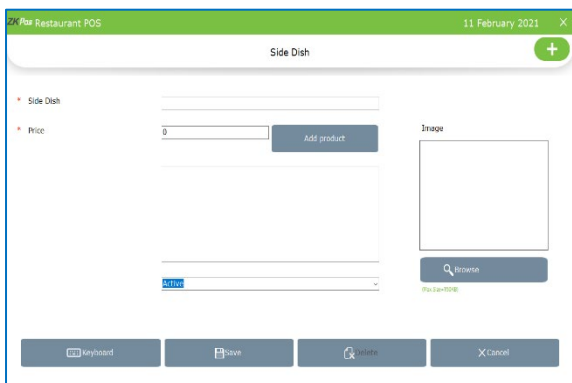 ZKPos Restaurant POS
11 February 2021 X
Side Dish
+
* Side Dish
* Price
0
Add product
Image
Active
Browse
Keyboard
Save
Delete
Cancel